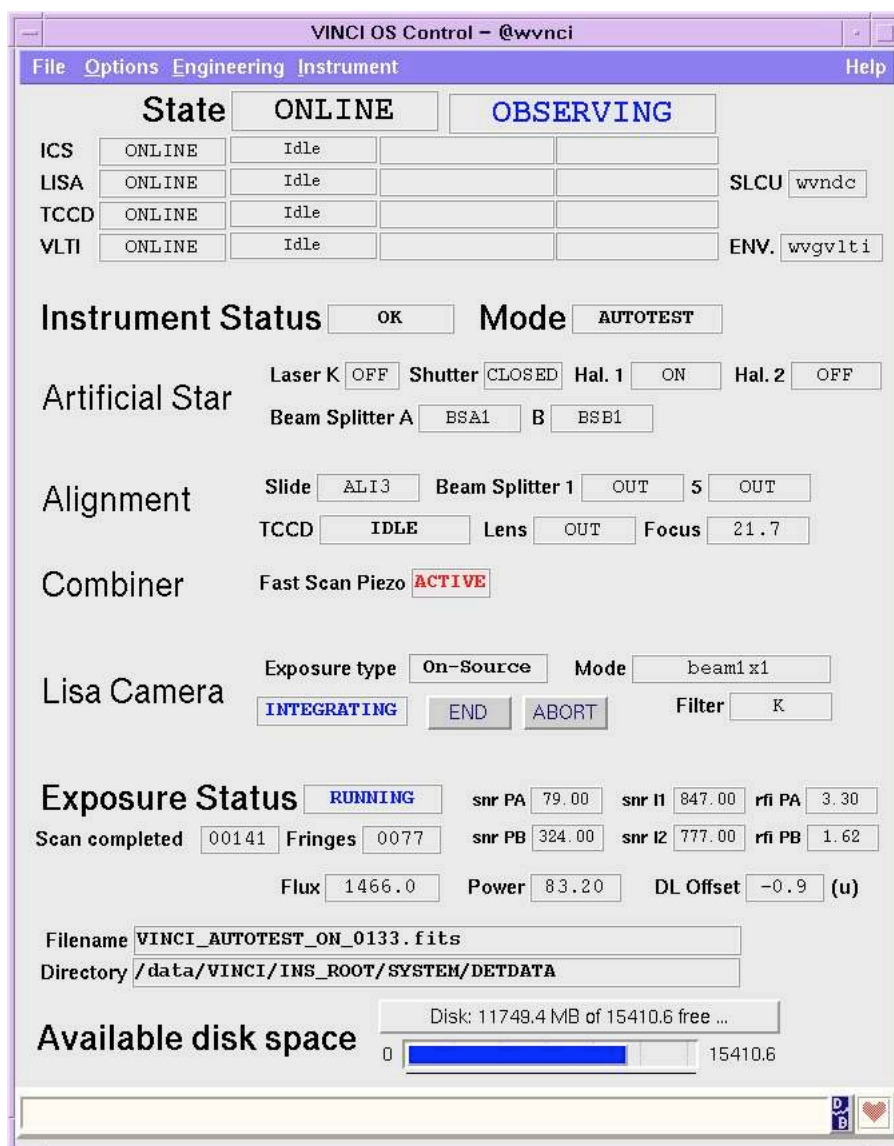 VINCI OS Control - @wvnci
File Options Engineering Instrument Help
State ONLINE OBSERVING
ICS ONLINE Idle
LISA ONLINE Idle SLCU wvndc
TCCD ONLINE Idle
VLTI ONLINE Idle ENV. wvgvlti
Instrument Status OK Mode AUTOTEST
Laser K OFF Shutter CLOSED Hal. 1 ON Hal. 2 OFF
Artificial Star
Beam Splitter A BSA1 B BSB1
Slide ALI3 Beam Splitter 1 OUT 5 OUT
Alignment
TCCD IDLE Lens OUT Focus 21.7
Combiner Fast Scan Piezo ACTIVE
Exposure type On-Source Mode beam1x1
Lisa Camera
INTEGRATING END ABORT Filter K
Exposure Status RUNNING snr PA 79.00 snr I1 847.00 rfi PA 3.30
Scan completed 00141 Fringes 0077 snr PB 324.00 snr I2 777.00 rfi PB 1.62
Flux 1466.0 Power 83.20 DL Offset -0.9 (u)
Filename VINCI_AUTOTEST_ON_0133.fits
Directory /data/VINCI/INS_ROOT/SYSTEM/DETDATA
Disk: 11749.4 MB of 15410.6 free ...
Available disk space
0 15410.6
D B